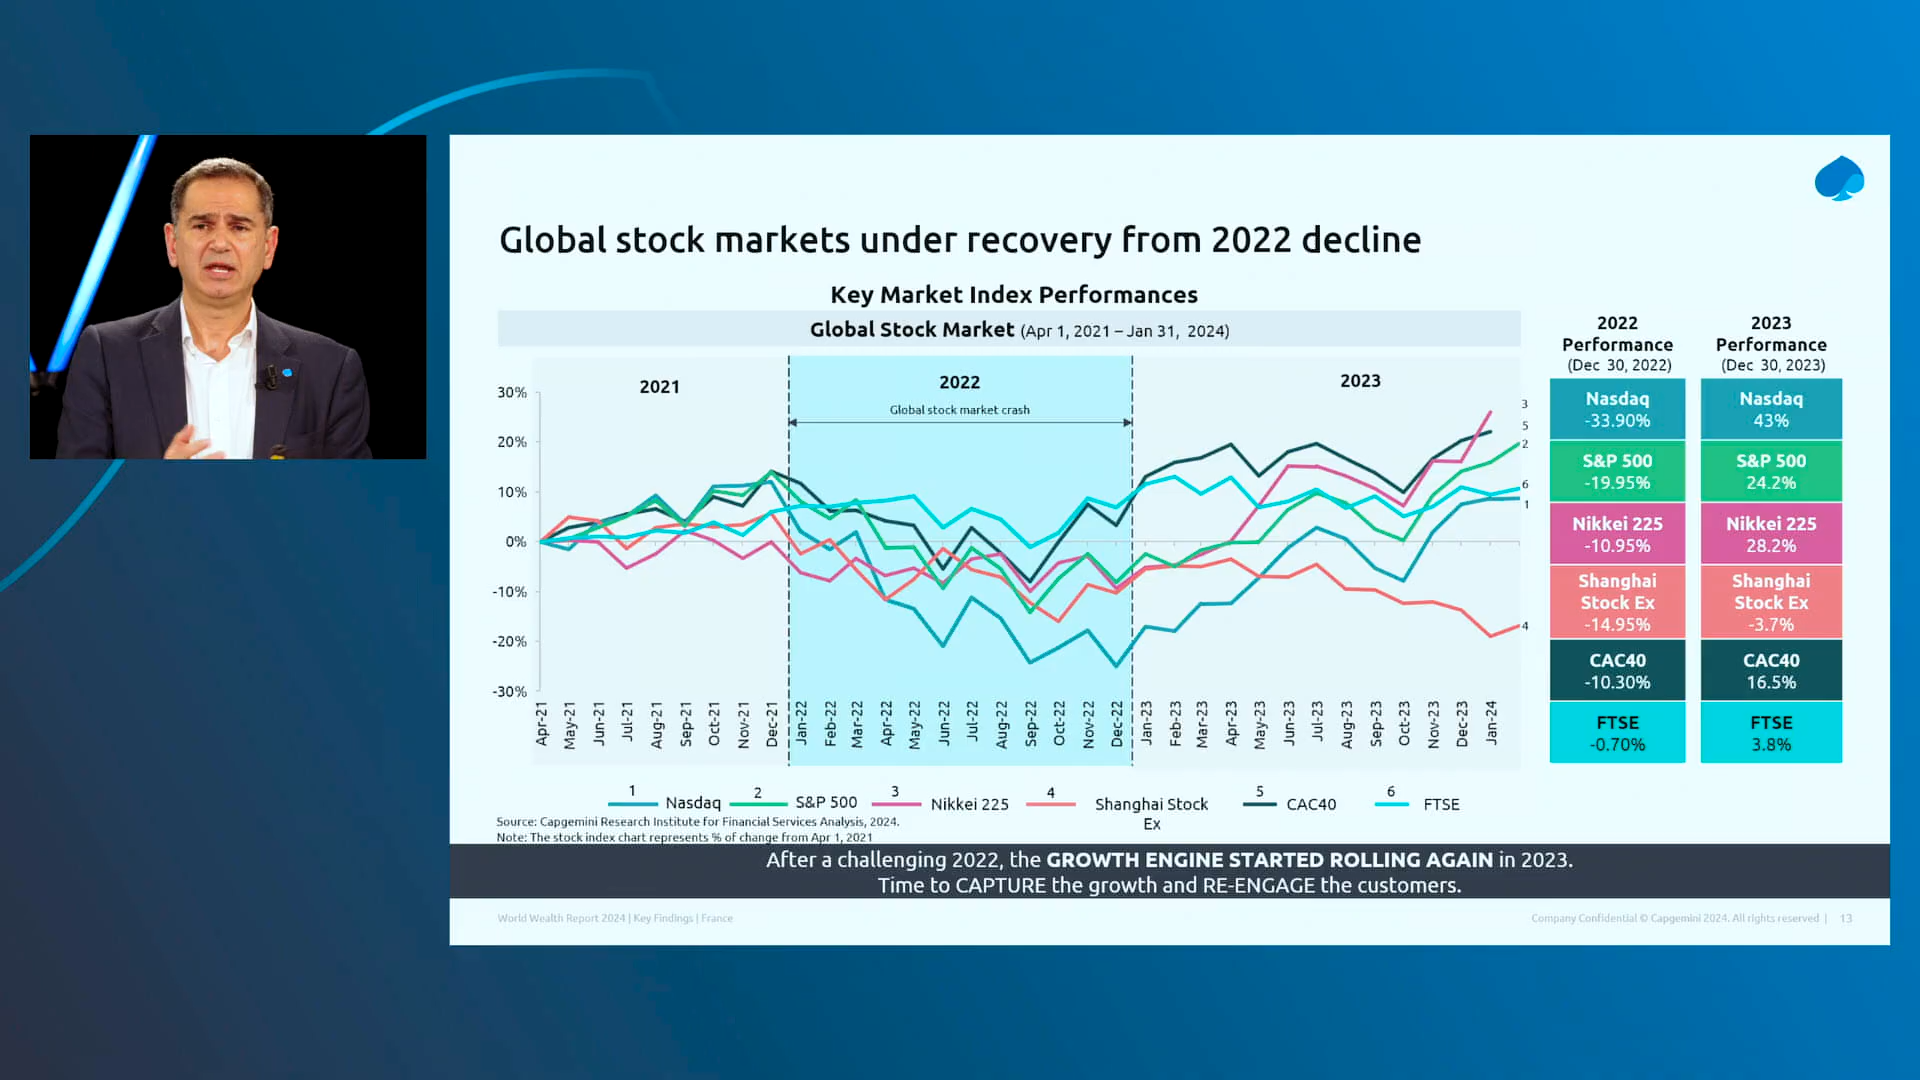 Global stock markets under recovery from 2022 decline
Key Market Index Performances
Global Stock Market (Apr 1, 2021 – Jan 31, 2024)
2021
2022
2023
Global stock market crash
30%
20%
10%
0%
-10%
-20%
-30%
3
5
2
6
1
4
Apr-21
May-21
Jun-21
Jul-21
Aug-21
Sep-21
Oct-21
Nov-21
Dec-21
Jan-22
Feb-22
Mar-22
Apr-22
May-22
Jun-22
Jul-22
Aug-22
Sep-22
Oct-22
Nov-22
Dec-22
Jan-23
Feb-23
Mar-23
Apr-23
May-23
Jun-23
Jul-23
Aug-23
Sep-23
Oct-23
Nov-23
Dec-23
Jan-24
1 Nasdaq
2 S&P 500
3 Nikkei 225
4 Shanghai Stock
Ex
5 CAC40
6 FTSE
2022
Performance
(Dec 30, 2022)
Nasdaq
-33.90%
S&P 500
-19.95%
Nikkei 225
-10.95%
Shanghai
Stock Ex
-14.95%
CAC40
-10.30%
FTSE
-0.70%
2023
Performance
(Dec 30, 2023)
Nasdaq
43%
S&P 500
24.2%
Nikkei 225
28.2%
Shanghai
Stock Ex
-3.7%
CAC40
16.5%
FTSE
3.8%
Source: Capgemini Research Institute for Financial Services Analysis, 2024.
Note: The stock index chart represents % of change from Apr 1, 2021
After a challenging 2022, the GROWTH ENGINE STARTED ROLLING AGAIN in 2023.
Time to CAPTURE the growth and RE-ENGAGE the customers.
World Wealth Report 2024 | Key Findings | France
Company Confidential © Capgemini 2024. All rights reserved | 13